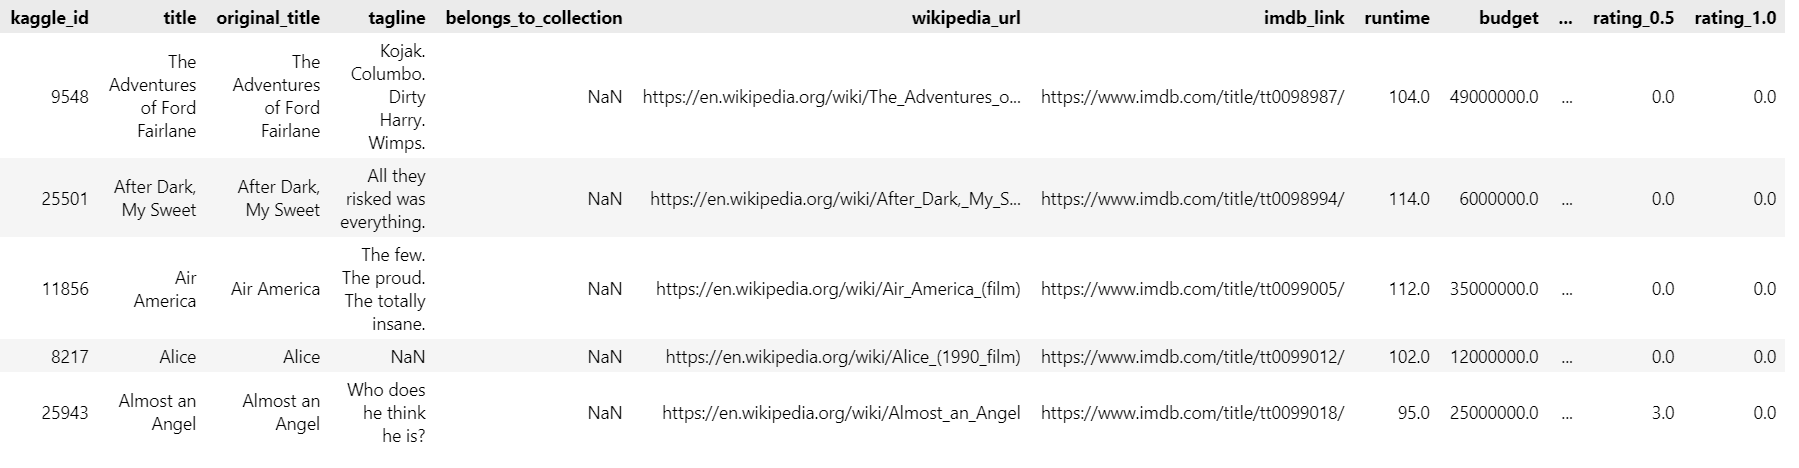 kaggle_id title original_title tagline belongs_to_collection wikipedia_url imdb_link runtime budget ... rating_0.5 rating_1.0
The The Kojak.
Adventures Adventures Columbo.
9548 of Ford of Ford Dirty NaN https://en.wikipedia.org/wiki/The_Adventures_o... https://www.imdb.com/title/tt0098987/ 104.0 49000000.0 ... 0.0 0.0
Fairlane Fairlane Harry.
Wimps.
All they
25501 After Dark, After Dark, risked was NaN https://en.wikipedia.org/wiki/After_Dark,_My_S... https://www.imdb.com/title/tt0098994/ 114.0 6000000.0 ... 0.0 0.0
My Sweet My Sweet everything.
The few.
Air The proud.
11856 America Air America The totally NaN https://en.wikipedia.org/wiki/Air_America_(film) https://www.imdb.com/title/tt0099005/ 112.0 35000000.0 ... 0.0 0.0
insane.
8217 Alice Alice NaN NaN https://en.wikipedia.org/wiki/Alice_(1990_film) https://www.imdb.com/title/tt0099012/ 102.0 12000000.0 ... 0.0 0.0
Who does
25943 Almost an Almost an he think NaN https://en.wikipedia.org/wiki/Almost_an_Angel https://www.imdb.com/title/tt0099018/ 95.0 25000000.0 ... 3.0 0.0
Angel Angel he is?